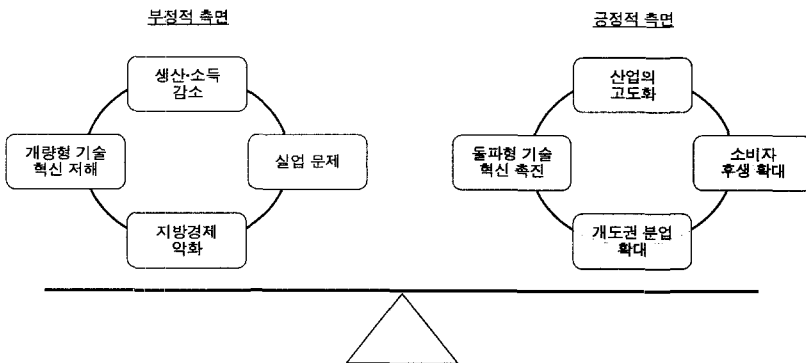 부정적 측면
생산·소득
감소
개량형 기술
혁신 저해
실업 문제
지방경제
악화
긍정적 측면
산업의
고도화
돌파형 기술
혁신 촉진
소비자
후생 확대
개도권 분업
확대